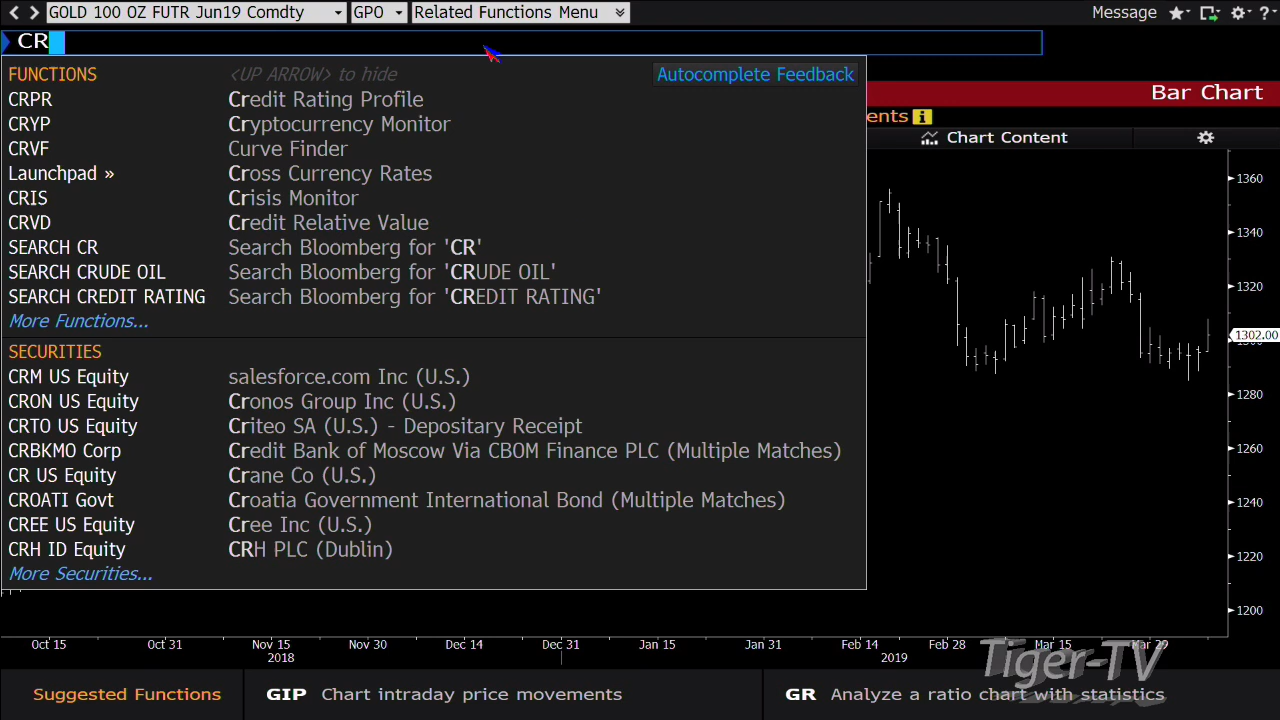 GOLD 100 OZ FUTR Jun19 Comdty GPO Related Functions Menu Message ?
CR
FUNCTIONS <UP ARROW> to hide Autocomplete Feedback
CRPR Credit Rating Profile Bar Chart
CRYP Cryptocurrency Monitor ents i
CRVF Curve Finder Chart Content
Launchpad » Cross Currency Rates
CRIS Crisis Monitor
CRVD Credit Relative Value
SEARCH CR Search Bloomberg for 'CR'
SEARCH CRUDE OIL Search Bloomberg for 'CRUDE OIL'
SEARCH CREDIT RATING Search Bloomberg for 'CREDIT RATING'
More Functions...
SECURITIES
CRM US Equity salesforce.com Inc (U.S.)
CRON US Equity Cronos Group Inc (U.S.)
CRTO US Equity Criteo SA (U.S.) - Depositary Receipt
CRBKMO Corp Credit Bank of Moscow Via CBOM Finance PLC (Multiple Matches)
CR US Equity Crane Co (U.S.)
CROATI Govt Croatia Government International Bond (Multiple Matches)
CREE US Equity Cree Inc (U.S.)
CRH ID Equity CRH PLC (Dublin)
More Securities...
1360
1340
1320
1302.00
1280
1260
1240
1220
1200
Oct 15 Oct 31 Nov 15 Nov 30 Dec 14 Dec 31 Jan 15 Jan 31 Feb 14 Feb 28 Mar 15 Mar 29
2018 2019
Tiger-TV
Suggested Functions GIP Chart intraday price movements GR Analyze a ratio chart with statistics